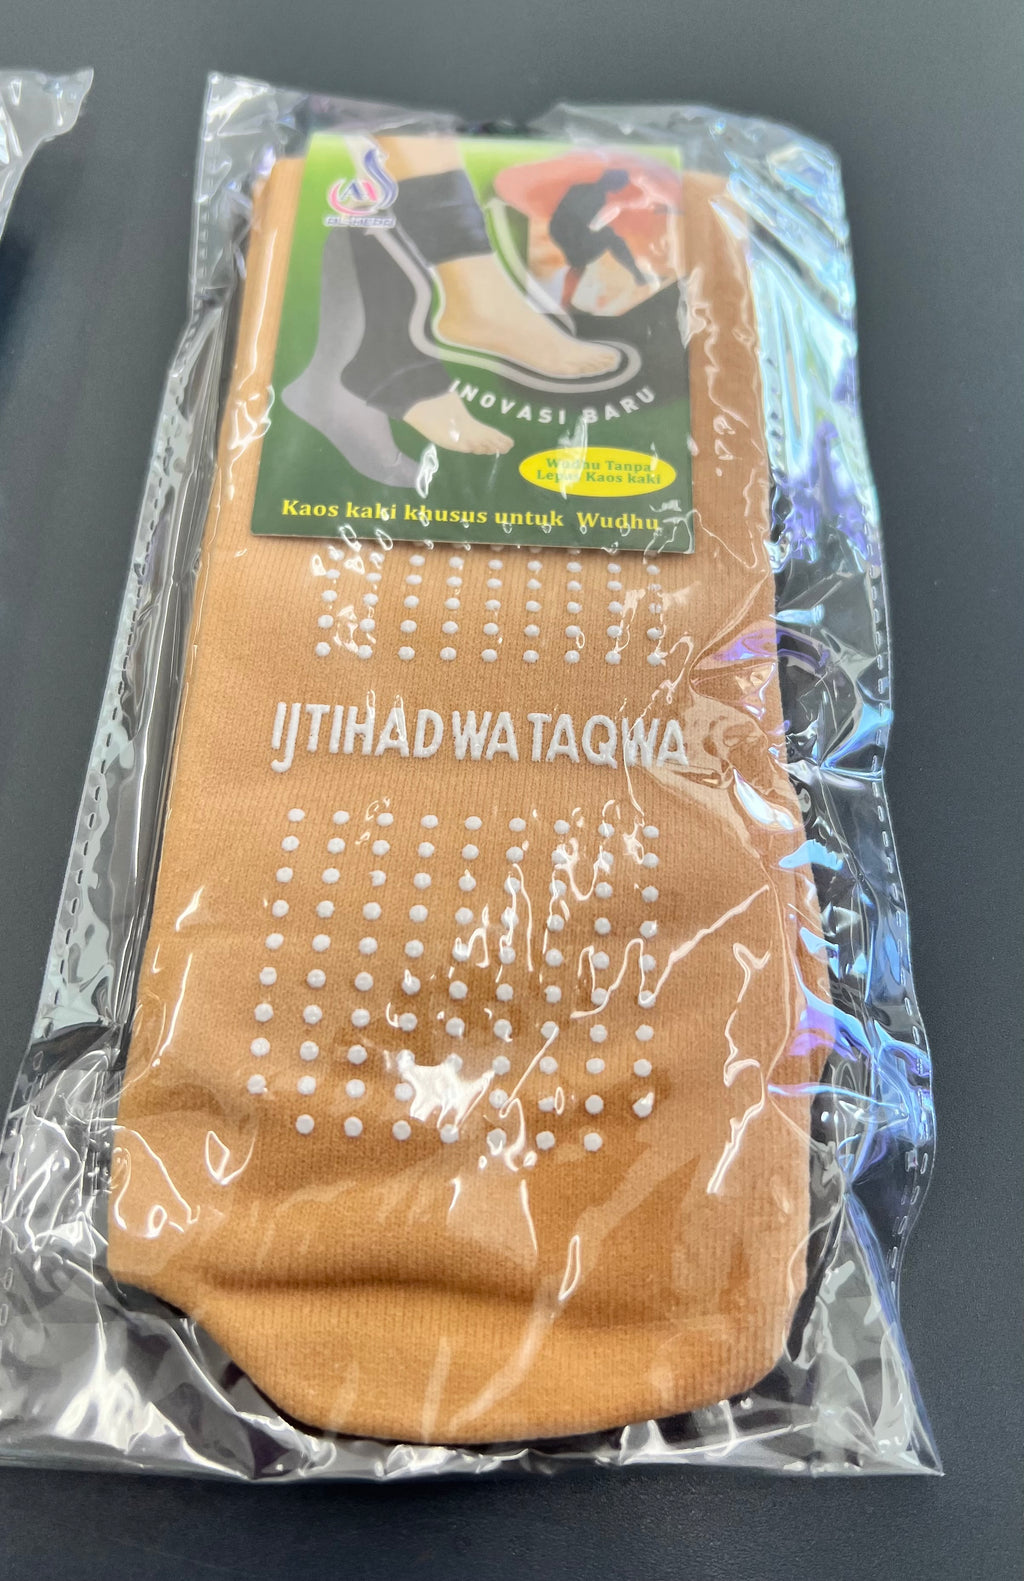 INOVASI BARU
Wudhu Tanpa
Lepas Kaos kaki
Kaos kaki khusus untuk Wudhu
IJTIHAD WA TAQWA